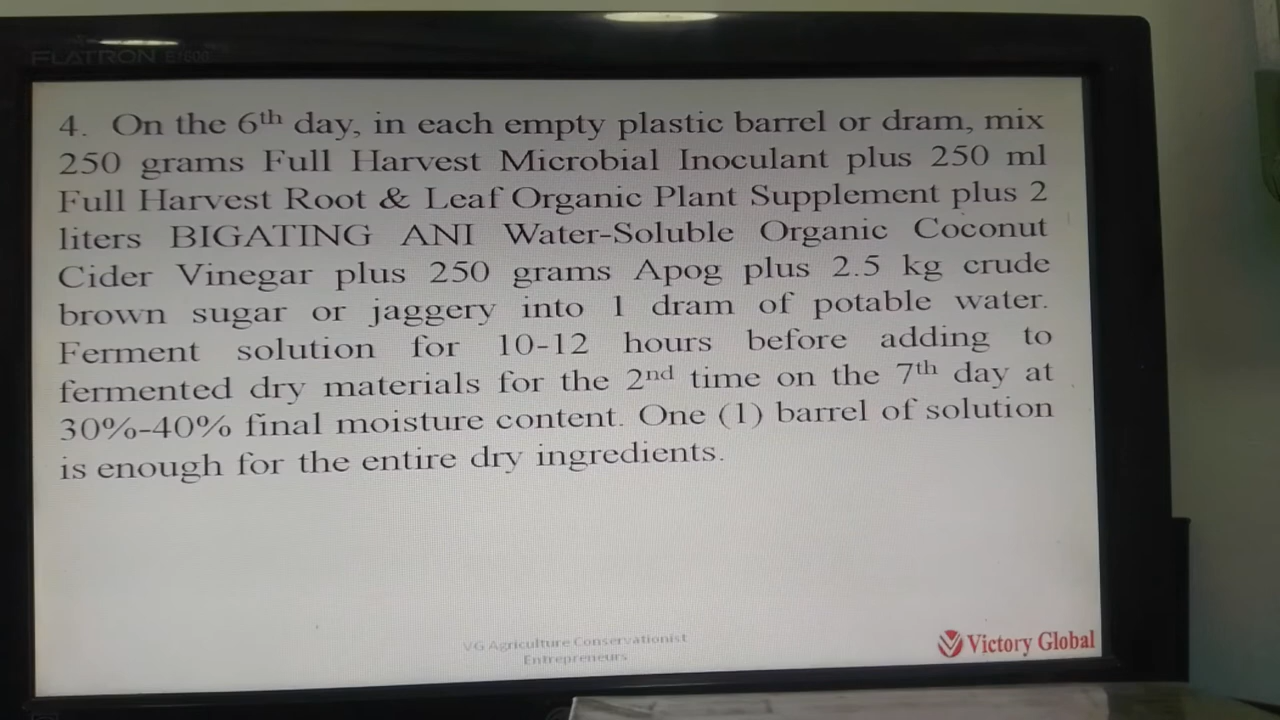 FLATRON
4. On the 6th day, in each empty plastic barrel or dram, mix
250 grams Full Harvest Microbial Inoculant plus 250 ml
Full Harvest Root & Leaf Organic Plant Supplement plus 2
liters BIGATING ANI Water-Soluble Organic Coconut
Cider Vinegar plus 250 grams Apog plus 2.5 kg crude
brown sugar or jaggery into 1 dram of potable water.
Ferment solution for 10-12 hours before adding to
fermented dry materials for the 2nd time on the 7th day at
30%-40% final moisture content. One (1) barrel of solution
is enough for the entire dry ingredients.
VG Agriculture Conservationist
Entrepreneurs
Victory Global